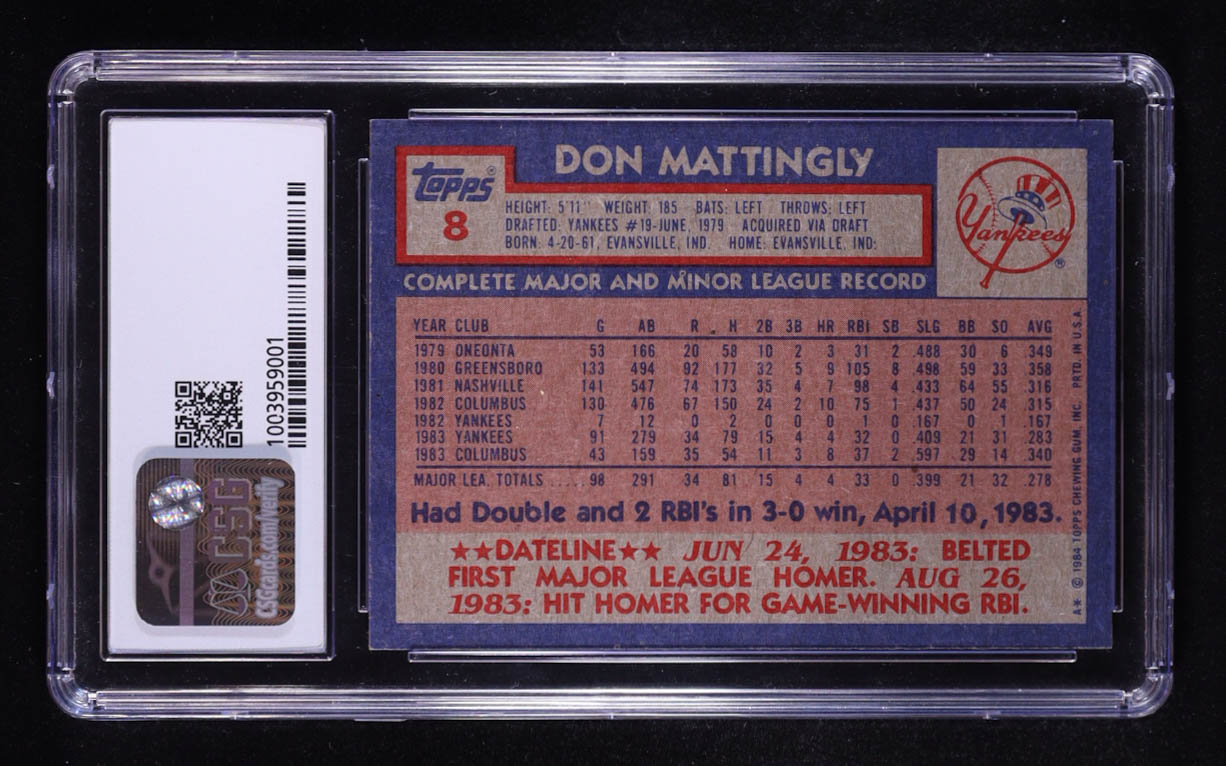 1003959001
CSG
CSGcards.com/verify
topps®
8
DON MATTINGLY
HEIGHT: 5'11" WEIGHT: 185 BATS: LEFT THROWS: LEFT
DRAFTED: YANKEES #19-JUNE, 1979 ACQUIRED VIA DRAFT
BORN: 4-20-61, EVANSVILLE, IND. HOME: EVANSVILLE, IND:
Yankees ®
COMPLETE MAJOR AND MINOR LEAGUE RECORD
YEAR CLUB G AB R H 2B 3B HR RBI SB SLG BB SO AVG
1979 ONEONTA 53 166 20 58 10 2 3 31 2 .488 30 6 .349
1980 GREENSBORO 133 494 92 177 32 5 9 105 8 .498 59 33 .358
1981 NASHVILLE 141 547 74 173 35 4 7 98 4 .433 64 55 .316
1982 COLUMBUS 130 476 67 150 24 2 10 75 1 .437 50 24 .315
1982 YANKEES 7 12 0 2 0 0 0 1 0 .167 0 1 .167
1983 YANKEES 91 279 34 79 15 4 4 32 0 .409 21 31 .283
1983 COLUMBUS 43 159 35 54 11 3 8 37 2 .597 29 14 .340
MAJOR LEA. TOTALS ..... 98 291 34 81 15 4 4 33 0 .399 21 32 .278
Had Double and 2 RBI's in 3-0 win, April 10, 1983.
★★DATELINE★★ JUN 24, 1983: BELTED
FIRST MAJOR LEAGUE HOMER. AUG 26,
1983: HIT HOMER FOR GAME-WINNING RBI.
A* © 1984 TOPPS CHEWING GUM, INC. PRTD. IN U.S.A.